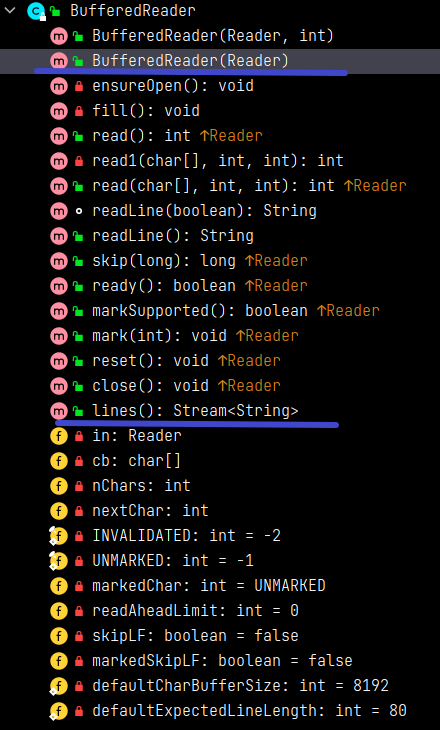 BufferedReader
BufferedReader(Reader, int)
BufferedReader(Reader)
ensureOpen(): void
fill(): void
read(): int ↑Reader
read1(char[], int, int): int
read(char[], int, int): int ↑Reader
readLine(boolean): String
readLine(): String
skip(long): long ↑Reader
ready(): boolean ↑Reader
markSupported(): boolean ↑Reader
mark(int): void ↑Reader
reset(): void ↑Reader
close(): void ↑Reader
lines(): Stream<String>
in: Reader
cb: char[]
nChars: int
nextChar: int
INVALIDATED: int = -2
UNMARKED: int = -1
markedChar: int = UNMARKED
readAheadLimit: int = 0
skipLF: boolean = false
markedSkipLF: boolean = false
defaultCharBufferSize: int = 8192
defaultExpectedLineLength: int = 80